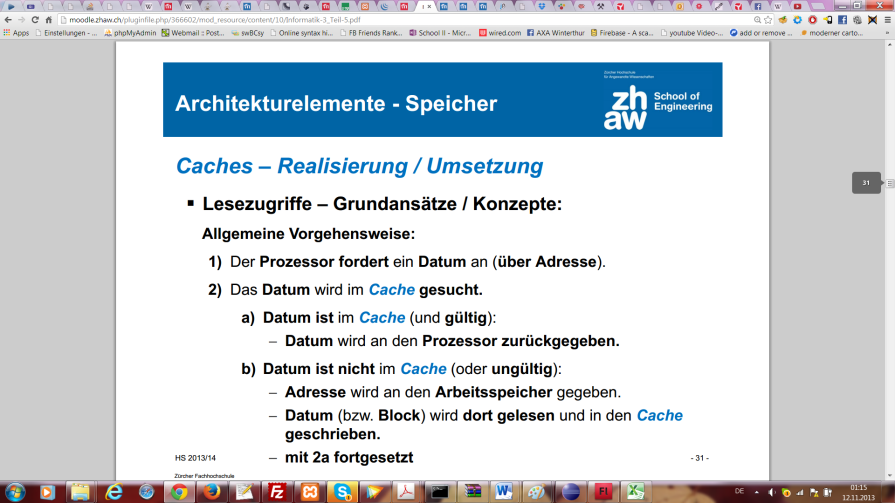 moodle.zhaw.ch/pluginfile.php/366602/mod_resource/content/10/Informatik-3_Teil-5.pdf
Apps Einstellungen - ... phpMyAdmin Webmail :: Post... swBCsy Online syntax hi... FB Friends Rank... School II - Micr... wired.com AXA Winterthur Firebase - A sca... youtube Video-... add or remove ... moderner carto...
Architekturelemente - Speicher
Zürcher Hochschule
für Angewandte Wissenschaften
zh
aw
School of
Engineering
Caches – Realisierung / Umsetzung
31
▪ Lesezugriffe – Grundansätze / Konzepte:
Allgemeine Vorgehensweise:
1) Der Prozessor fordert ein Datum an (über Adresse).
2) Das Datum wird im Cache gesucht.
a) Datum ist im Cache (und gültig):
– Datum wird an den Prozessor zurückgegeben.
b) Datum ist nicht im Cache (oder ungültig):
– Adresse wird an den Arbeitsspeicher gegeben.
– Datum (bzw. Block) wird dort gelesen und in den Cache
geschrieben.
– mit 2a fortgesetzt
HS 2013/14
- 31 -
Zürcher Fachhochschule
DE
01:15
12.11.2013